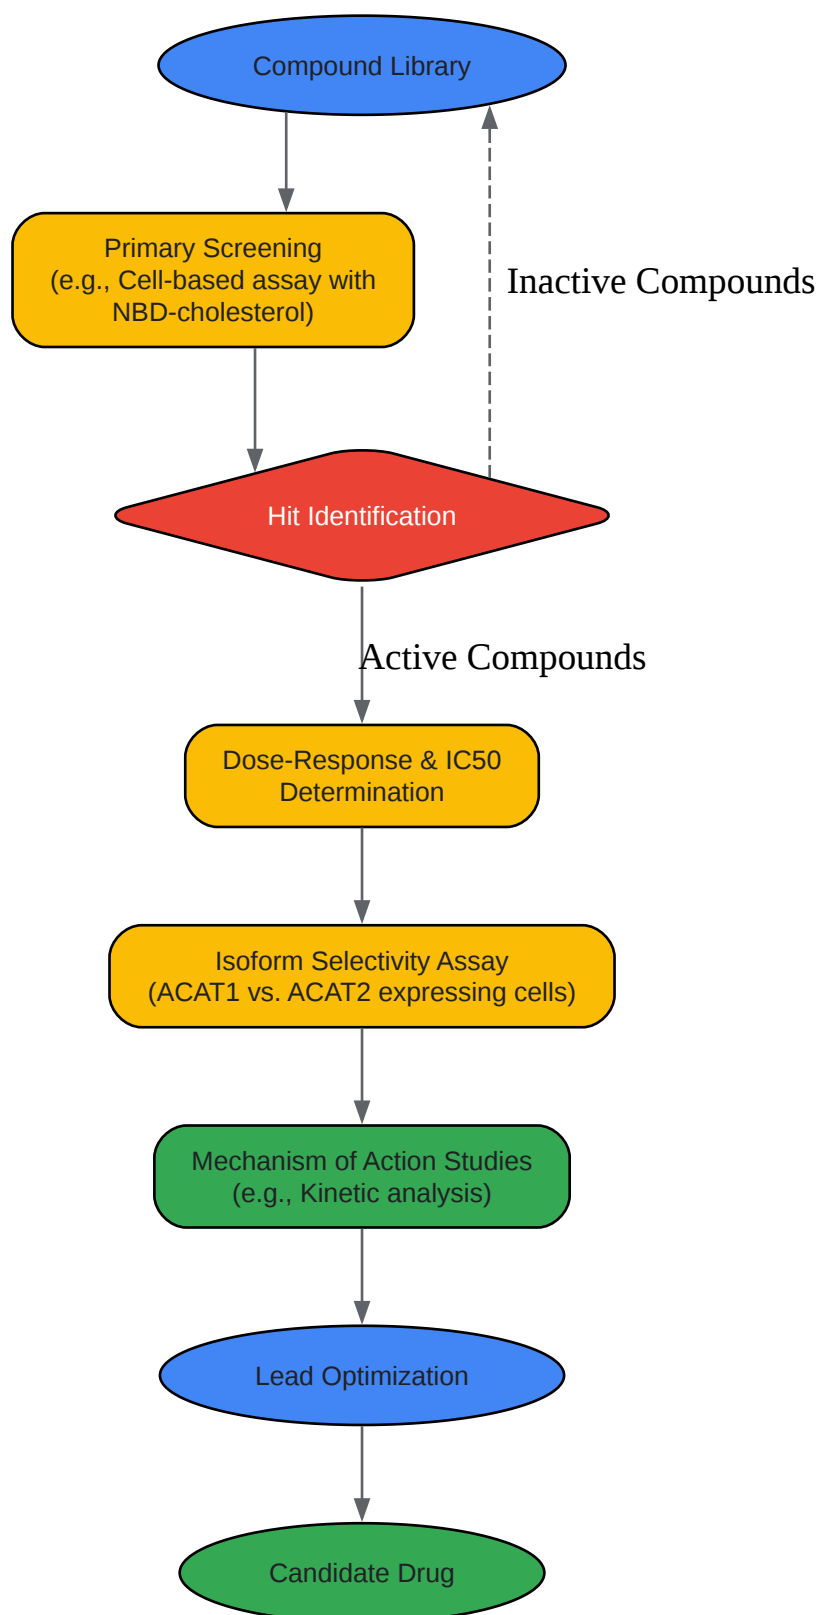 Compound Library
Primary Screening
(e.g., Cell-based assay with
NBD-cholesterol)
Inactive Compounds
Hit Identification
Active Compounds
Dose-Response & IC50
Determination
Isoform Selectivity Assay
(ACAT1 vs. ACAT2 expressing cells)
Mechanism of Action Studies
(e.g., Kinetic analysis)
Lead Optimization
Candidate Drug